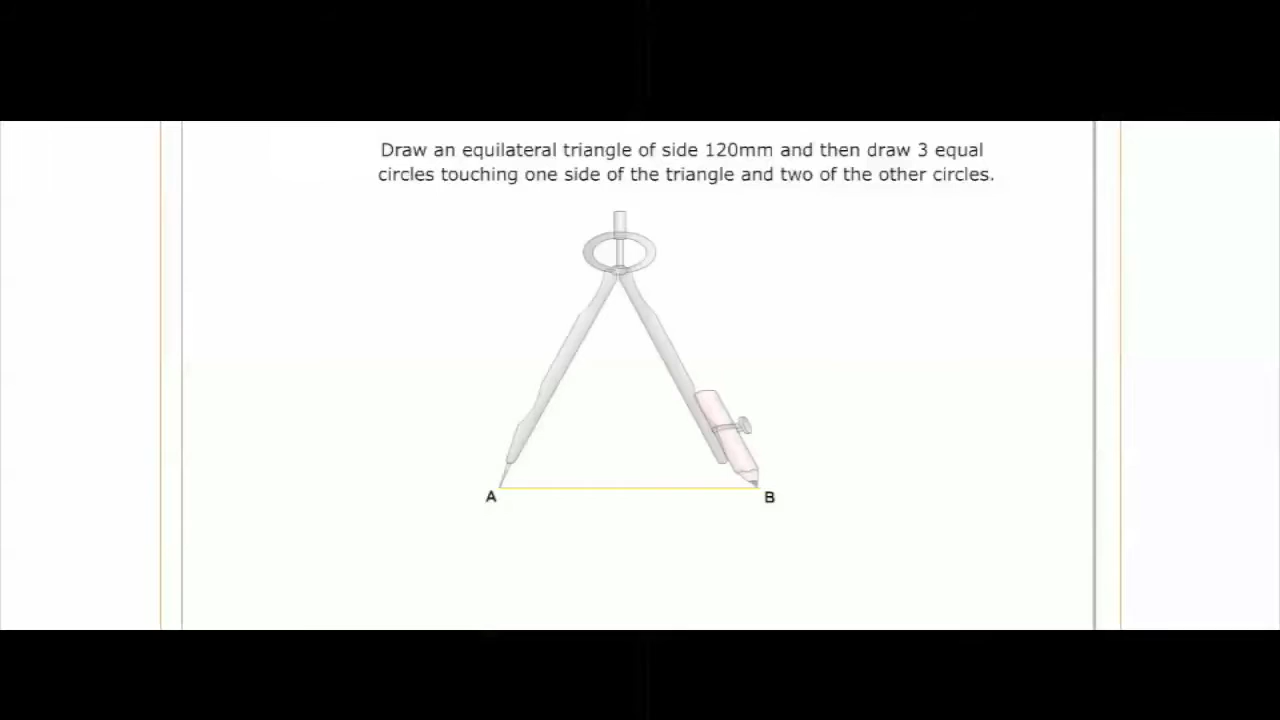 Draw an equilateral triangle of side 120mm and then draw 3 equal
circles touching one side of the triangle and two of the other circles.
A
B